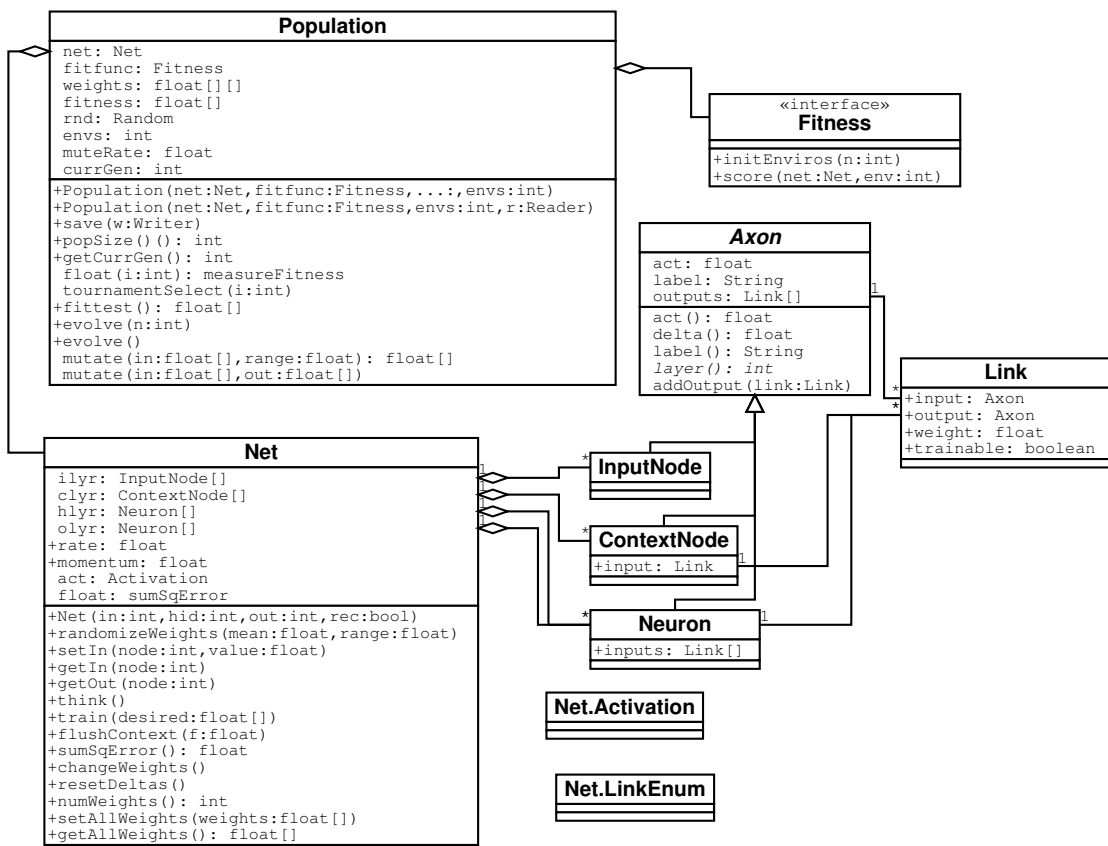 Population
net: Net
fitfunc: Fitness
weights: float[][]
fitness: float[]
rnd: Random
envs: int
muteRate: float
currGen: int
+Population(net:Net,fitfunc:Fitness,...:,envs:int)
+Population(net:Net,fitfunc:Fitness,envs:int,r:Reader)
+save(w:Writer)
+popSize()(): int
+getCurrGen(): int
float(i:int): measureFitness
tournamentSelect(i:int)
+fittest(): float[]
+evolve(n:int)
+evolve()
mutate(in:float[],range:float): float[]
mutate(in:float[],out:float[])
«interface»
Fitness
+initEnviros(n:int)
+score(net:Net,env:int)
Axon
act: float
label: String
outputs: Link[]
1
act(): float
delta(): float
label(): String
layer(): int
addOutput(link:Link)
Link
*
*
+input: Axon
+output: Axon
+weight: float
+trainable: boolean
Net
ilyr: InputNode[]
clyr: ContextNode[]
hlyr: Neuron[]
olyr: Neuron[]
+rate: float
+momentum: float
act: Activation
float: sumSqError
+Net(in:int,hid:int,out:int,rec:bool)
+randomizeWeights(mean:float,range:float)
+setIn(node:int,value:float)
+getIn(node:int)
+getOut(node:int)
+think()
+train(desired:float[])
+flushContext(f:float)
+sumSqError(): float
+changeWeights()
+resetDeltas()
+numWeights(): int
+setAllWeights(weights:float[])
+getAllWeights(): float[]
1
1
1
1
*
InputNode
*
ContextNode
+input: Link
1
*
Neuron
+inputs: Link[]
1
Net.Activation
Net.LinkEnum